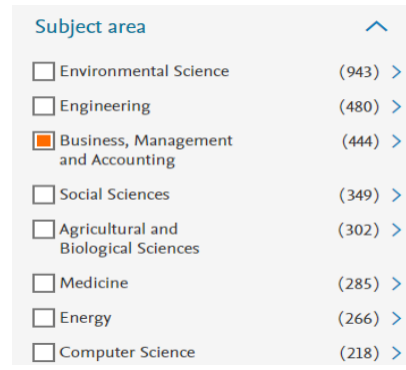 Subject area
Environmental Science (943)
Engineering (480)
Business, Management (444)
and Accounting
Social Sciences (349)
Agricultural and (302)
Biological Sciences
Medicine (285)
Energy (266)
Computer Science (218)